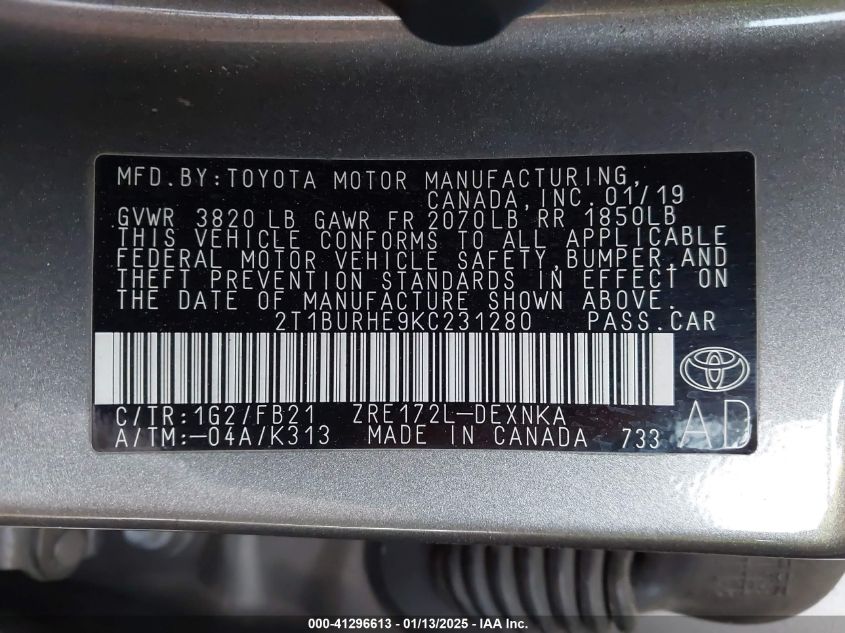 MFD.BY:TOYOTA MOTOR MANUFACTURING,
CANADA,INC. 01/19
GVWR 3820 LB GAWR FR 2070LB RR 1850LB
THIS VEHICLE CONFORMS TO ALL APPLICABLE
FEDERAL MOTOR VEHICLE SAFETY,BUMPER,AND
THEFT PREVENTION STANDARDS IN EFFECT ON
THE DATE OF MANUFACTURE SHOWN ABOVE.
2T1BURHE9KC231280 PASS.CAR
C/TR:1G2/FB21 ZRE172L-DEXNKA
A/TM:-04A/K313 MADE IN CANADA 733 AD
000-41296613 - 01/13/2025 - IAA Inc.